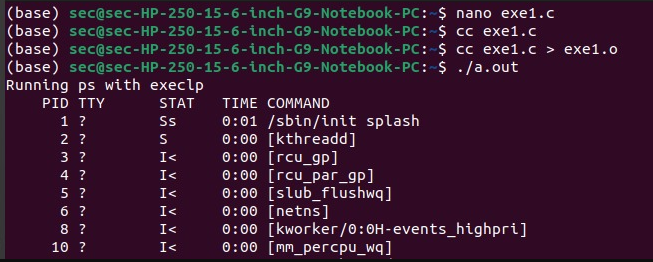 (base) sec@sec-HP-250-15-6-inch-G9-Notebook-PC:~$ nano exe1.c
(base) sec@sec-HP-250-15-6-inch-G9-Notebook-PC:~$ cc exe1.c
(base) sec@sec-HP-250-15-6-inch-G9-Notebook-PC:~$ cc exe1.c > exe1.o
(base) sec@sec-HP-250-15-6-inch-G9-Notebook-PC:~$ ./a.out
Running ps with execlp
    PID TTY      STAT   TIME COMMAND
      1 ?        Ss     0:01 /sbin/init splash
      2 ?        S      0:00 [kthreadd]
      3 ?        I<     0:00 [rcu_gp]
      4 ?        I<     0:00 [rcu_par_gp]
      5 ?        I<     0:00 [slub_flushwq]
      6 ?        I<     0:00 [netns]
      8 ?        I<     0:00 [kworker/0:0H-events_highpri]
     10 ?        I<     0:00 [mm_percpu_wq]